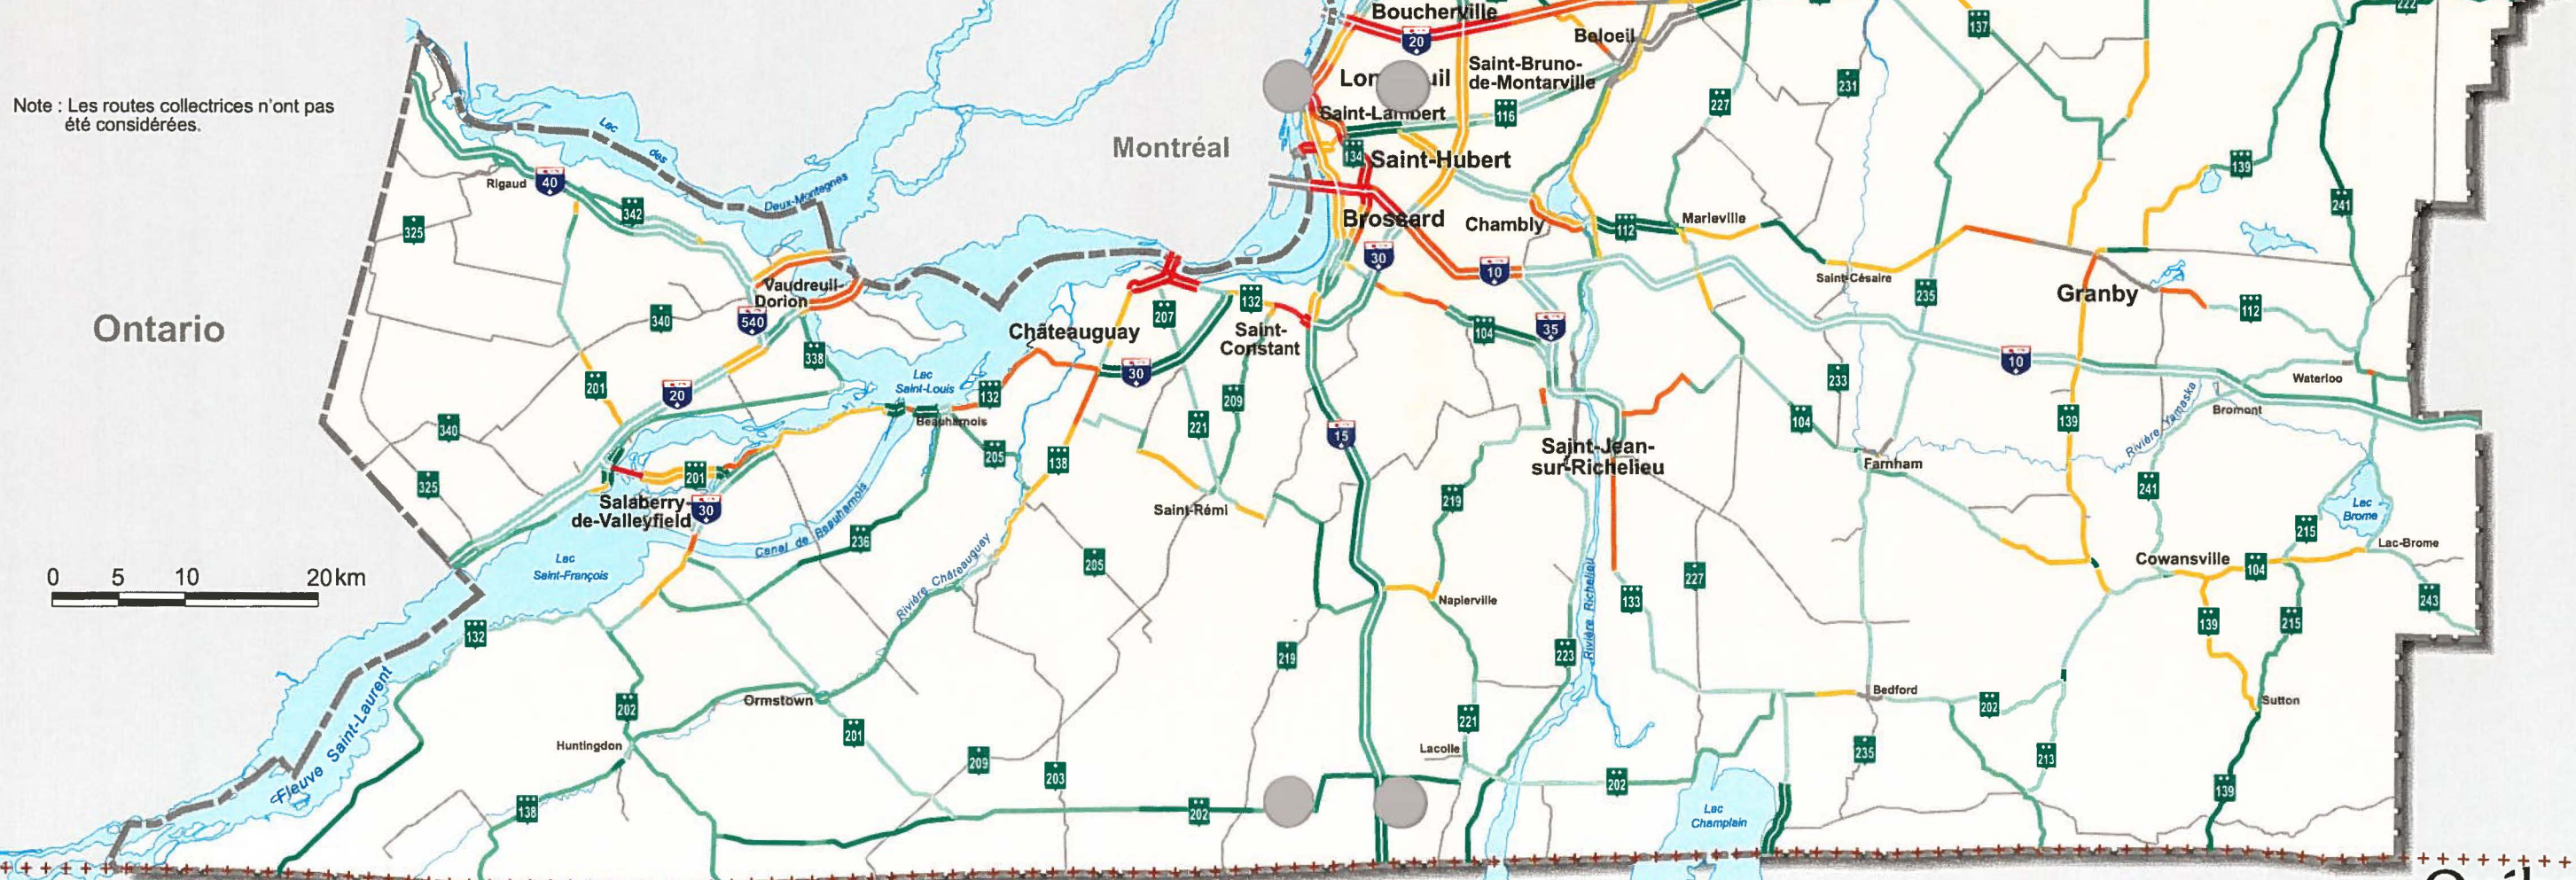 Note : Les routes collectrices n'ont pas
été considérées.
Ontario
Montréal
0 5 10 20 km
Boucherville
20
Beloeil
137
222
Saint-Bruno-
de-Montarville
Saint-Lambert
116
227
231
134
Saint-Hubert
139
241
Brossard
Chambly
112
Marieville
30
10
Saint-Césaire
235
Granby
112
Lac
des
Deux-Montagnes
Rigaud
40
342
325
Vaudreuil-
Dorion
540
340
338
201
20
340
325
Châteauguay
207
132
Saint-
Constant
30
104
35
Lac
Saint-Louis
132
Beauharnois
209
221
205
138
15
Saint-Jean-
sur-Richelieu
10
233
104
139
Waterloo
Bromont
Rivière Yamaska
Farnham
241
Lac
Brome
215
Lac-Brome
Cowansville
104
243
201
Salaberry-
de-Valleyfield
30
Canal de Beauharnois
236
Saint-Rémi
219
Lac
Saint-François
Rivière Châteauguay
205
Napierville
Rivière Richelieu
133
227
132
219
223
139
215
Fleuve Saint-Laurent
202
Ormstown
201
221
Bedford
202
Sutton
Huntingdon
209
203
Lacolle
235
213
138
202
202
139
Lac
Champlain